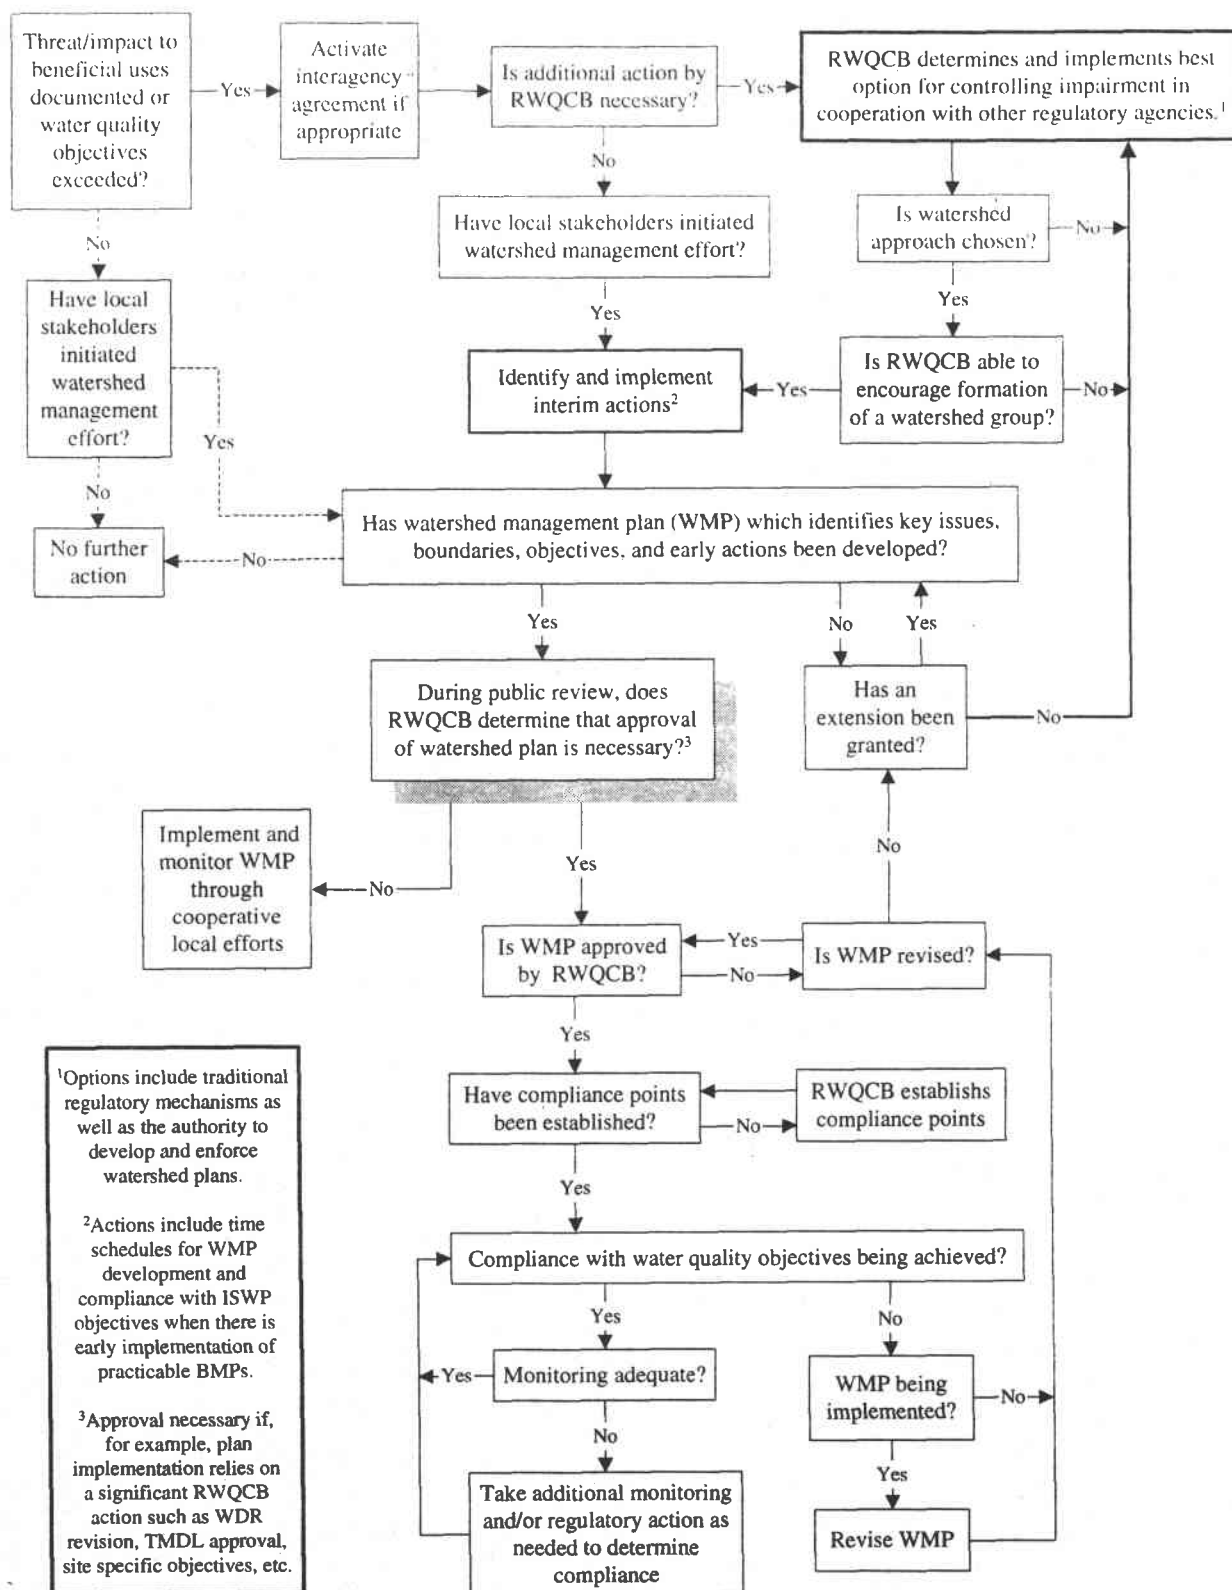 Threat/impact to
beneficial uses
documented or
water quality
objectives
exceeded?
Yes
Activate
interagency
agreement if
appropriate
Is additional action by
RWQCB necessary?
Yes
RWQCB determines and implements best
option for controlling impairment in
cooperation with other regulatory agencies.1
No
No
Have local stakeholders initiated
watershed management effort?
Is watershed
approach chosen?
No
Have local
stakeholders
initiated
watershed
management
effort?
Yes
Yes
Identify and implement
interim actions2
Yes
Is RWQCB able to
encourage formation
of a watershed group?
No
Yes
No
Has watershed management plan (WMP) which identifies key issues,
boundaries, objectives, and early actions been developed?
No further
action
No
Yes
No
Yes
During public review, does
RWQCB determine that approval
of watershed plan is necessary?3
Has an
extension been
granted?
No
Implement and
monitor WMP
through
cooperative
local efforts
No
Yes
No
Is WMP approved
by RWQCB?
Yes
No
Is WMP revised?
Yes
Have compliance points
been established?
No
RWQCB establishs
compliance points
Yes
Compliance with water quality objectives being achieved?
Yes
No
Yes
Monitoring adequate?
WMP being
implemented?
No
No
Yes
Take additional monitoring
and/or regulatory action as
needed to determine
compliance
Revise WMP
1Options include traditional
regulatory mechanisms as
well as the authority to
develop and enforce
watershed plans.
2Actions include time
schedules for WMP
development and
compliance with ISWP
objectives when there is
early implementation of
practicable BMPs.
3Approval necessary if,
for example, plan
implementation relies on
a significant RWQCB
action such as WDR
revision, TMDL approval,
site specific objectives, etc.